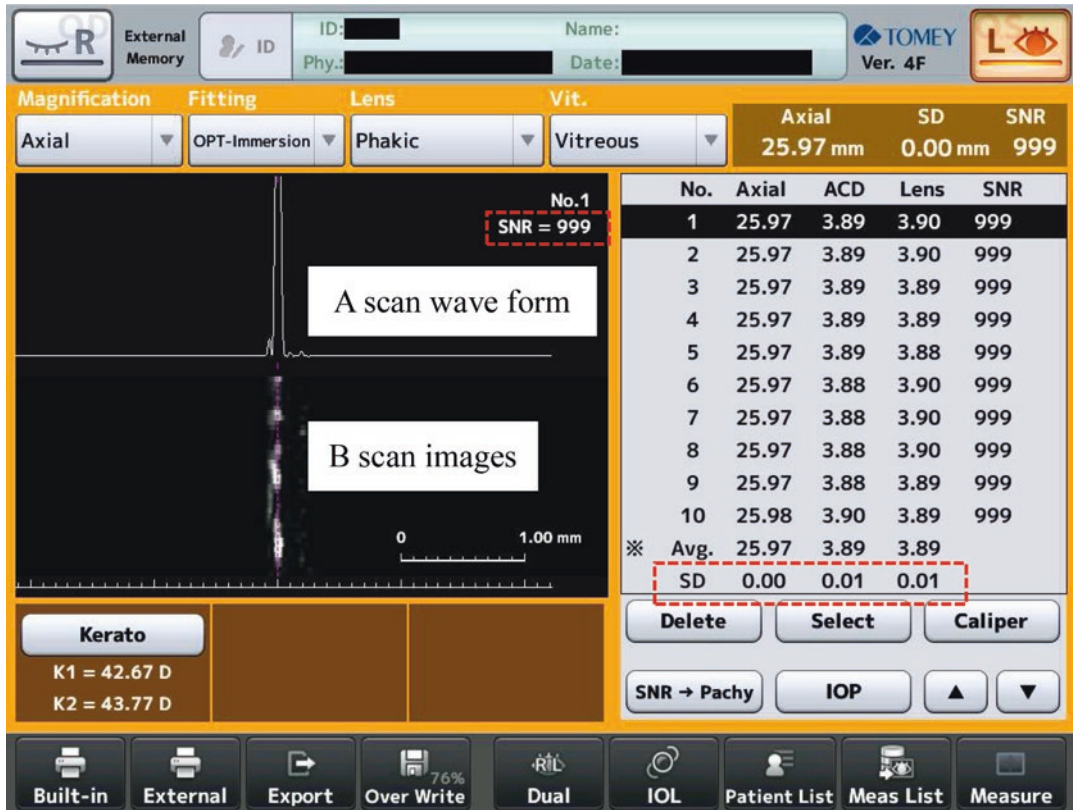 R
External
Memory
ID
ID:
Name:
Phy.:
Date:
TOMEY
Ver. 4F
L
Magnification
Fitting
Lens
Vit.
Axial
OPT-Immersion
Phakic
Vitreous
Axial SD SNR
25.97 mm 0.00 mm 999
No.1
SNR = 999
A scan wave form
B scan images
0 1.00 mm
No. Axial ACD Lens SNR
1 25.97 3.89 3.90 999
2 25.97 3.89 3.90 999
3 25.97 3.89 3.89 999
4 25.97 3.89 3.89 999
5 25.97 3.89 3.88 999
6 25.97 3.88 3.90 999
7 25.97 3.88 3.90 999
8 25.97 3.88 3.90 999
9 25.97 3.88 3.89 999
10 25.98 3.90 3.89 999
※ Avg. 25.97 3.89 3.89
SD 0.00 0.01 0.01
Delete Select Caliper
SNR → Pachy IOP ▲ ▼
Kerato
K1 = 42.67 D
K2 = 43.77 D
76%
Built-in External Export Over Write Dual IOL Patient List Meas List Measure